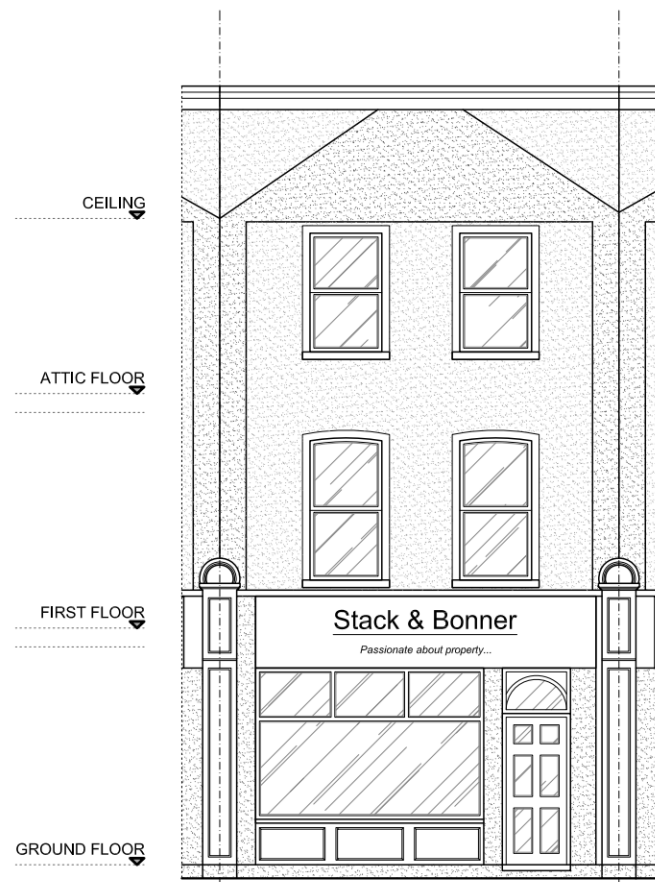 CEILING
ATTIC FLOOR
FIRST FLOOR
Stack & Bonner
Passionate about property...
GROUND FLOOR